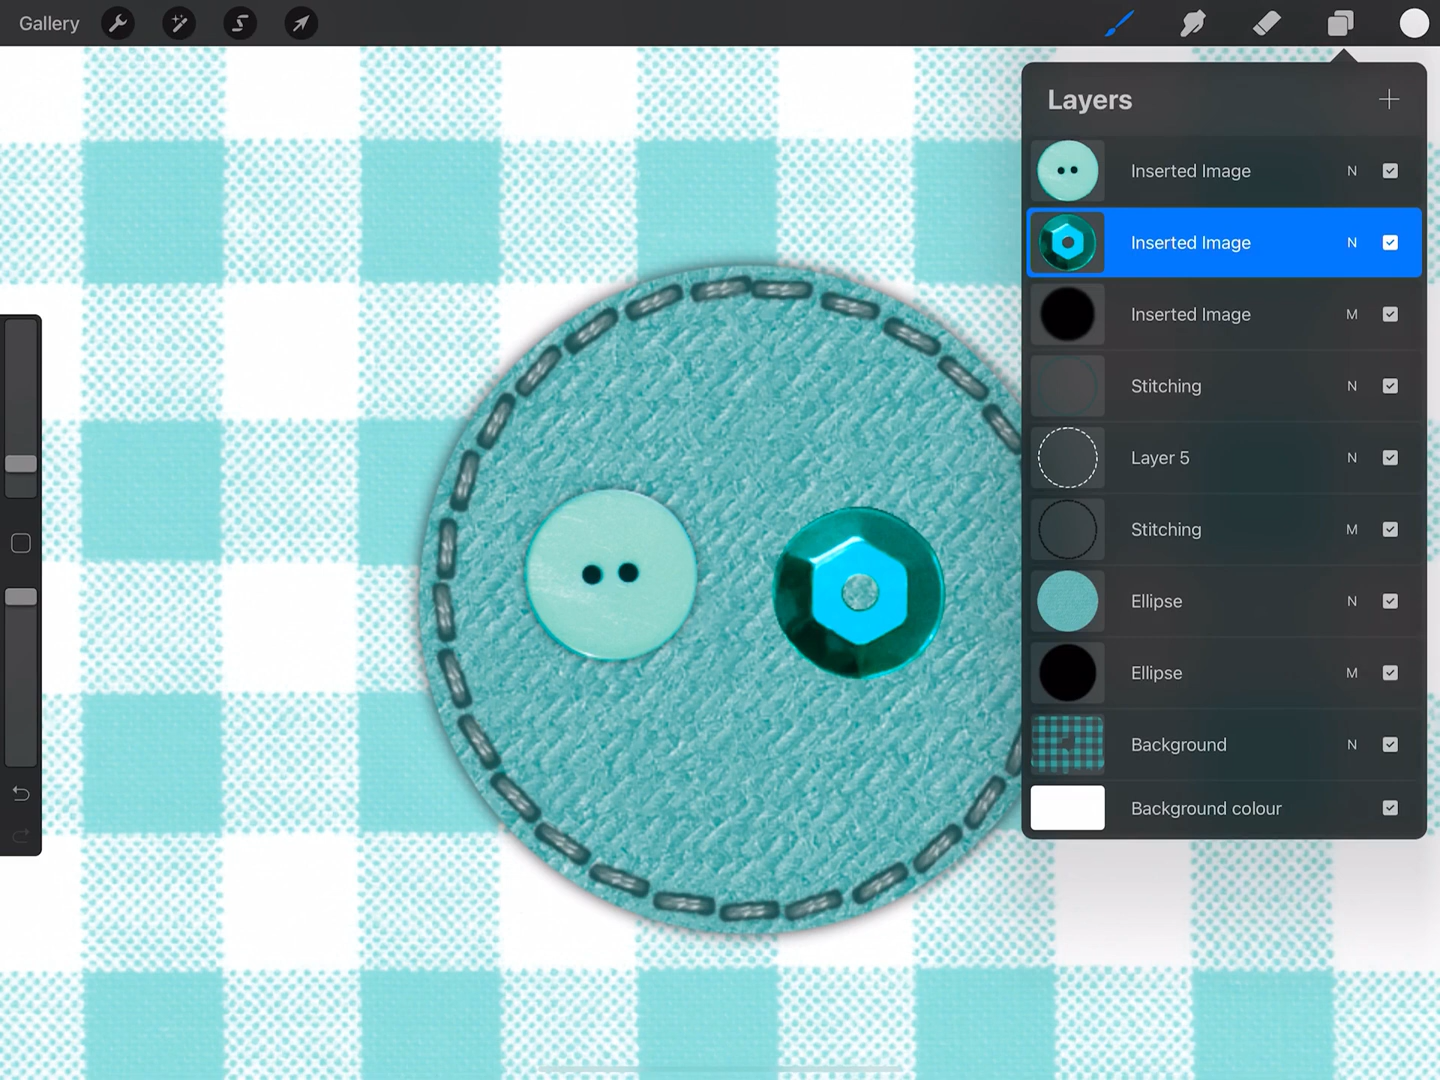 Gallery
Layers
Inserted Image N
Inserted Image N
Inserted Image M
Stitching N
Layer 5 N
Stitching M
Ellipse N
Ellipse M
Background N
Background colour